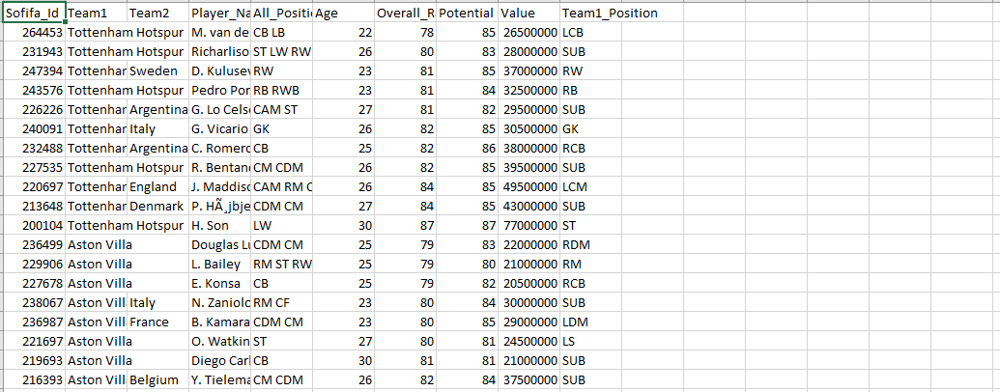 Sofifa_Id Team1 Team2 Player_Na All_Positi Age Overall_R Potential Value Team1_Position
264453 Tottenham Hotspur M. van de CB LB 22 78 85 26500000 LCB
231943 Tottenham Hotspur Richarliso ST LW RW 26 80 83 28000000 SUB
247394 Tottenhar Sweden D. Kulusev RW 23 81 85 37000000 RW
243576 Tottenham Hotspur Pedro Por RB RWB 23 81 84 32500000 RB
226226 Tottenhar Argentina G. Lo Cels CAM ST 27 81 82 29500000 SUB
240091 Tottenhar Italy G. Vicario GK 26 82 85 30500000 GK
232488 Tottenhar Argentina C. Romero CB 25 82 86 38000000 RCB
227535 Tottenham Hotspur R. Bentan CM CDM 26 82 85 39500000 SUB
220697 Tottenhar England J. Maddiso CAM RM C 26 84 85 49500000 LCM
213648 Tottenhar Denmark P. HÃ¸jbje CDM CM 27 84 85 43000000 SUB
200104 Tottenham Hotspur H. Son LW 30 87 87 77000000 ST
236499 Aston Villa Douglas Lu CDM CM 25 79 83 22000000 RDM
229906 Aston Villa L. Bailey RM ST RW 25 79 80 21000000 RM
227678 Aston Villa E. Konsa CB 25 79 82 20500000 RCB
238067 Aston Vill Italy N. Zaniolo RM CF 23 80 84 30000000 SUB
236987 Aston Vill France B. Kamara CDM CM 23 80 85 29000000 LDM
221697 Aston Villa O. Watkin ST 27 80 81 24500000 LS
219693 Aston Villa Diego Carl CB 30 81 81 21000000 SUB
216393 Aston Vill Belgium Y. Tielema CM CDM 26 82 84 37500000 SUB